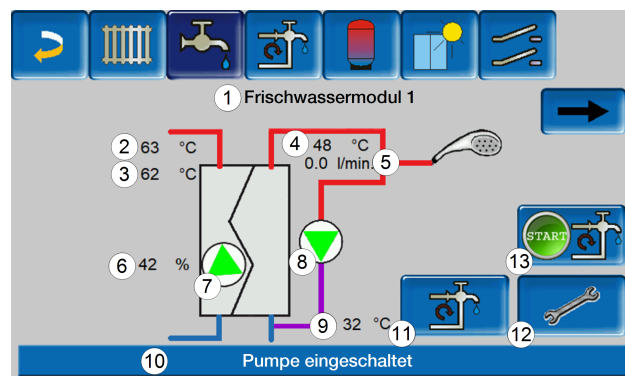 1 Frischwassermodul 1
2 63 °C
3 62 °C
4 48 °C
0.0 l/min. 5
6 42 %
7
8
9 32 °C
START
13
11
12
10 Pumpe eingeschaltet